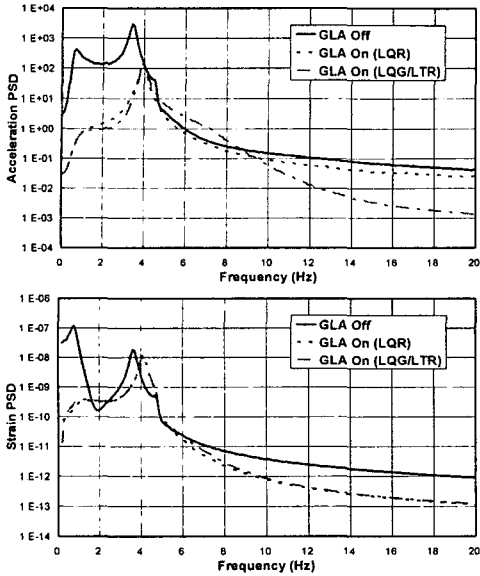 1 E+04
1 E+03
1 E+02
1 E+01
1 E+00
1 E-01
1 E-02
1 E-03
1 E-04
Acceleration PSD
GLA Off
GLA On (LQR)
GLA On (LQG/LTR)
0 2 4 6 8 10 12 14 16 18 20
Frequency (Hz)
1 E-06
1 E-07
1 E-08
1 E-09
1 E-10
1 E-11
1 E-12
1 E-13
1 E-14
Strain PSD
GLA Off
GLA On (LQR)
GLA On (LQG/LTR)
0 2 4 6 8 10 12 14 16 18 20
Frequency (Hz)